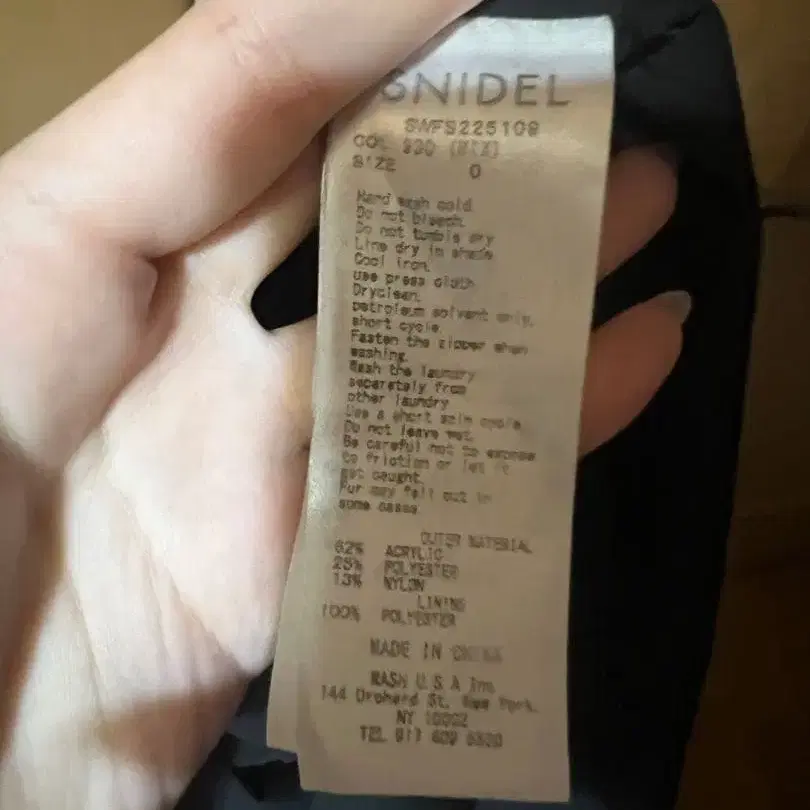 SNIDEL
SWFS225109
COL 930 (MIX)
SIZE 0
Hand wash cold
Do not bleach.
Do not tumble dry
Line dry in shade
Cool iron.
use press cloth
Dryclean.
petroleum solvent only.
short cycle.
Fasten the zipper when
washing.
Wash the laundry
separately from
other laundry
Use a short spin cycle
Do not leave wet.
Be careful not to expose
to friction or let it
get caught.
Fur may fall out in
some cases
OUTER MATERIAL
62% ACRYLIC
25% POLYESTER
13% NYLON
LINING
100% POLYESTER
MADE IN CHINA
MASH U.S.A Inc
144 Orchard St. New York.
NY 10002
TEL